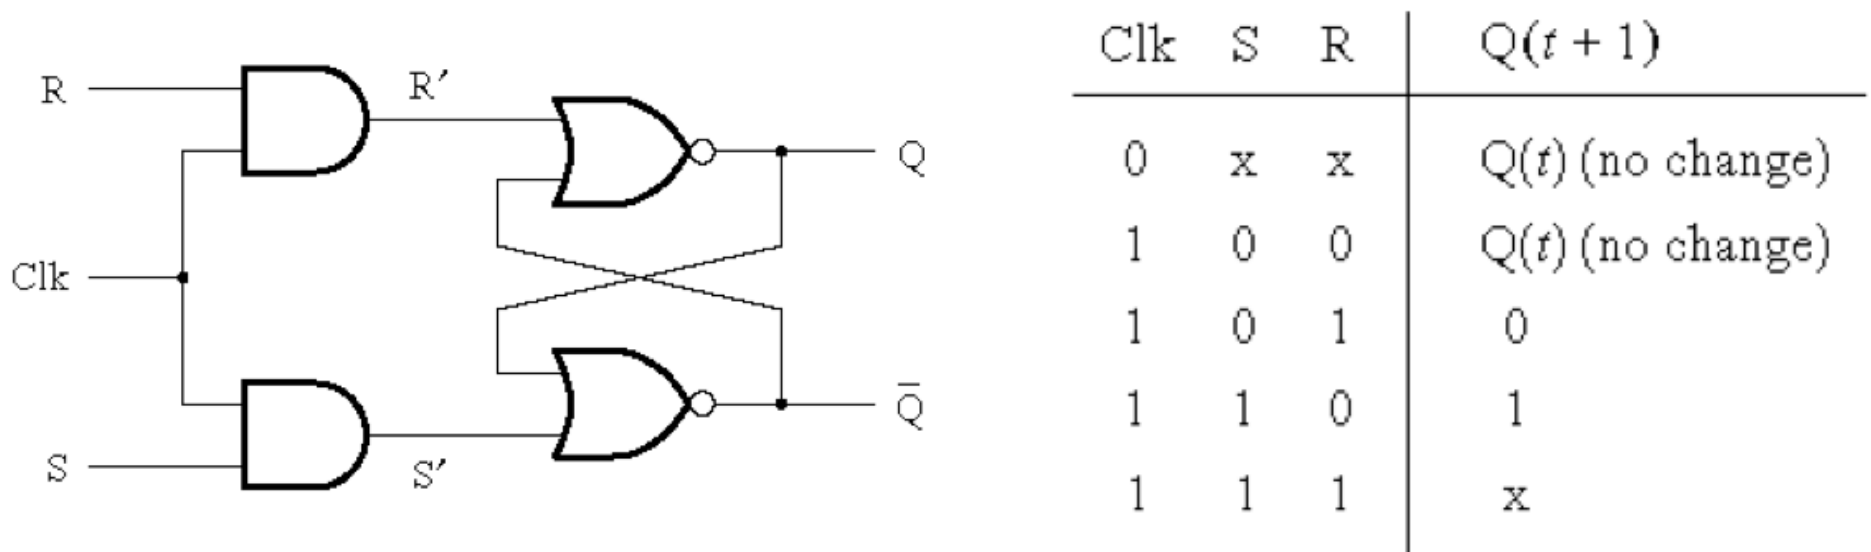 R
R′
Q
Clk
S
S′
Q̅
Clk S R Q(t + 1)
0 x x Q(t) (no change)
1 0 0 Q(t) (no change)
1 0 1 0
1 1 0 1
1 1 1 x